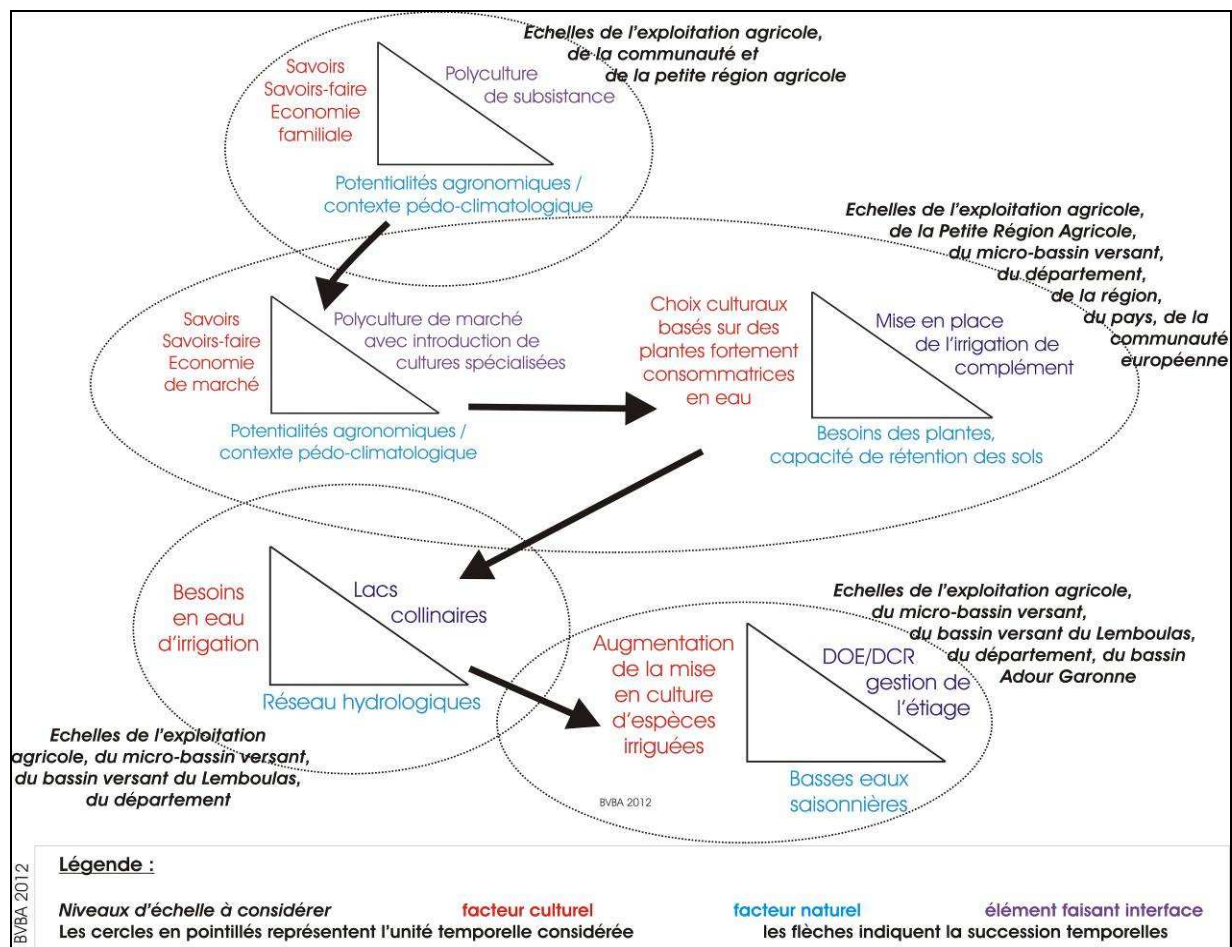 Echelles de l'exploitation agricole,
de la communauté et
de la petite région agricole
Savoirs
Savoirs-faire
Economie
familiale
Polyculture
de subsistance
Potentialités agronomiques /
contexte pédo-climatologique
Echelles de l'exploitation agricole,
de la Petite Région Agricole,
du micro-bassin versant,
du département,
de la région,
du pays, de la
communauté
européenne
Savoirs
Savoirs-faire
Economie
de marché
Polyculture de marché
avec introduction de
cultures spécialisées
Potentialités agronomiques /
contexte pédo-climatologique
Choix culturaux
basés sur des
plantes fortement
consommatrices
en eau
Mise en place
de l'irrigation de
complément
Besoins des plantes,
capacité de rétention des sols
Besoins
en eau
d'irrigation
Lacs
collinaires
Réseau hydrologiques
Echelles de l'exploitation
agricole, du micro-bassin versant,
du bassin versant du Lemboulas,
du département
Echelles de l'exploitation agricole,
du micro-bassin versant,
du bassin versant du Lemboulas,
du département, du bassin
Adour Garonne
Augmentation
de la mise
en culture
d'espèces
irriguées
DOE/DCR
gestion de
l'étiage
Basses eaux
saisonnières
BVBA 2012
BVBA 2012
Légende :
Niveaux d'échelle à considérer facteur culturel facteur naturel élément faisant interface
Les cercles en pointillés représentent l'unité temporelle considérée les flèches indiquent la succession temporelles